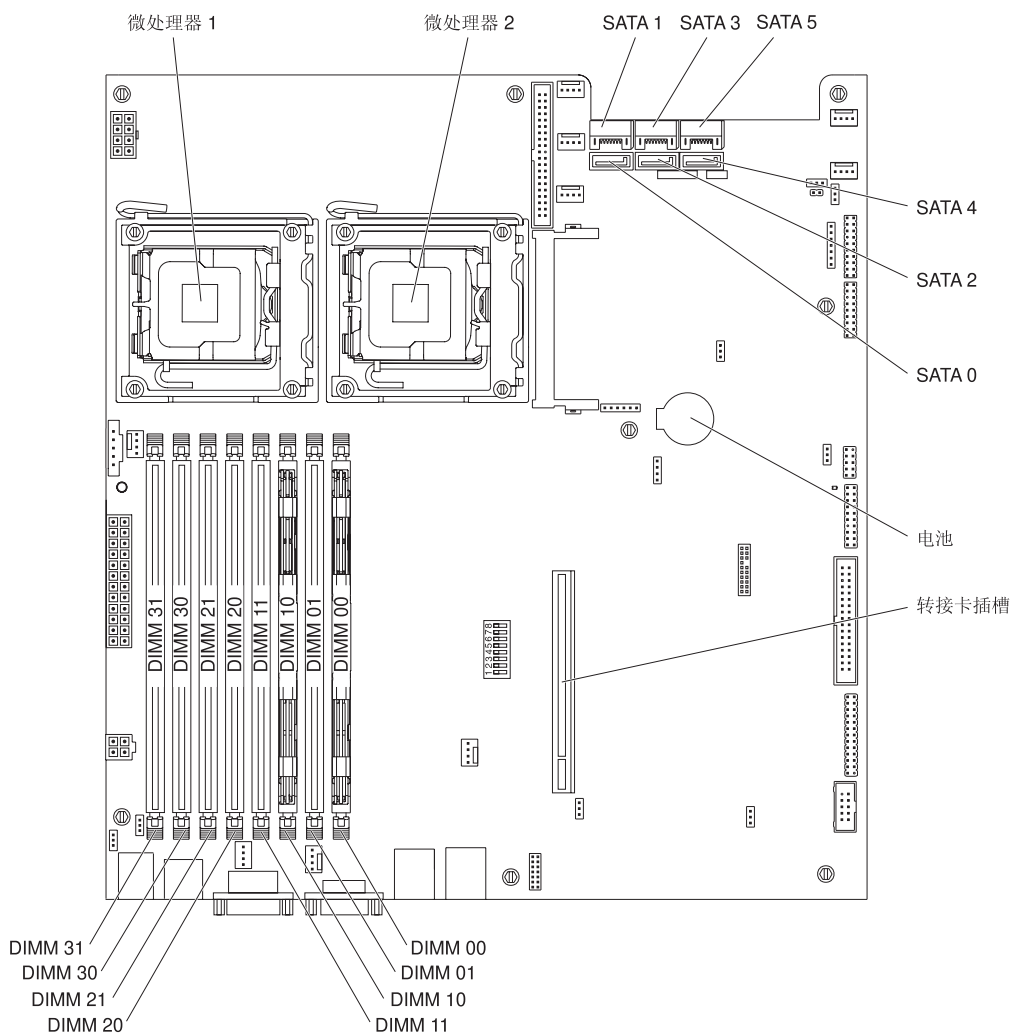 微处理器 1
微处理器 2
SATA 1
SATA 3
SATA 5
SATA 4
SATA 2
SATA 0
电池
转接卡插槽
DIMM 31
DIMM 30
DIMM 21
DIMM 20
DIMM 11
DIMM 10
DIMM 01
DIMM 00
12345678
DIMM 31
DIMM 30
DIMM 21
DIMM 20
DIMM 00
DIMM 01
DIMM 10
DIMM 11